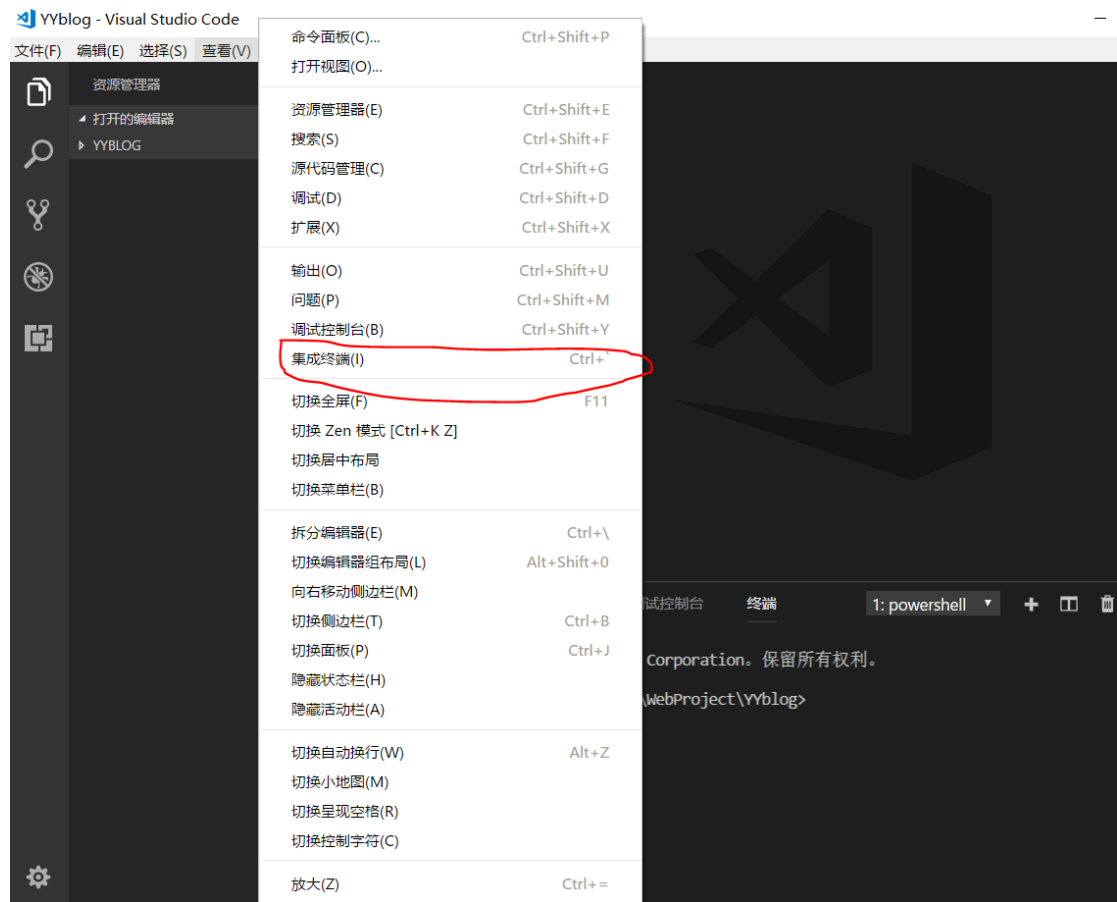 YYblog - Visual Studio Code
文件(F) 编辑(E) 选择(S) 查看(V)
资源管理器
打开的编辑器
YYBLOG
命令面板(C)... Ctrl+Shift+P
打开视图(O)...
资源管理器(E) Ctrl+Shift+E
搜索(S) Ctrl+Shift+F
源代码管理(C) Ctrl+Shift+G
调试(D) Ctrl+Shift+D
扩展(X) Ctrl+Shift+X
输出(O) Ctrl+Shift+U
问题(P) Ctrl+Shift+M
调试控制台(B) Ctrl+Shift+Y
集成终端(I) Ctrl+`
切换全屏(F) F11
切换 Zen 模式 [Ctrl+K Z]
切换居中布局
切换菜单栏(B)
拆分编辑器(E) Ctrl+\
切换编辑器组布局(L) Alt+Shift+0
向右移动侧边栏(M)
切换侧边栏(T) Ctrl+B
切换面板(P) Ctrl+J
隐藏状态栏(H)
隐藏活动栏(A)
切换自动换行(W) Alt+Z
切换小地图(M)
切换呈现空格(R)
切换控制字符(C)
放大(Z) Ctrl+=
试控制台 终端 1: powershell
Corporation。保留所有权利。
\WebProject\YYblog>